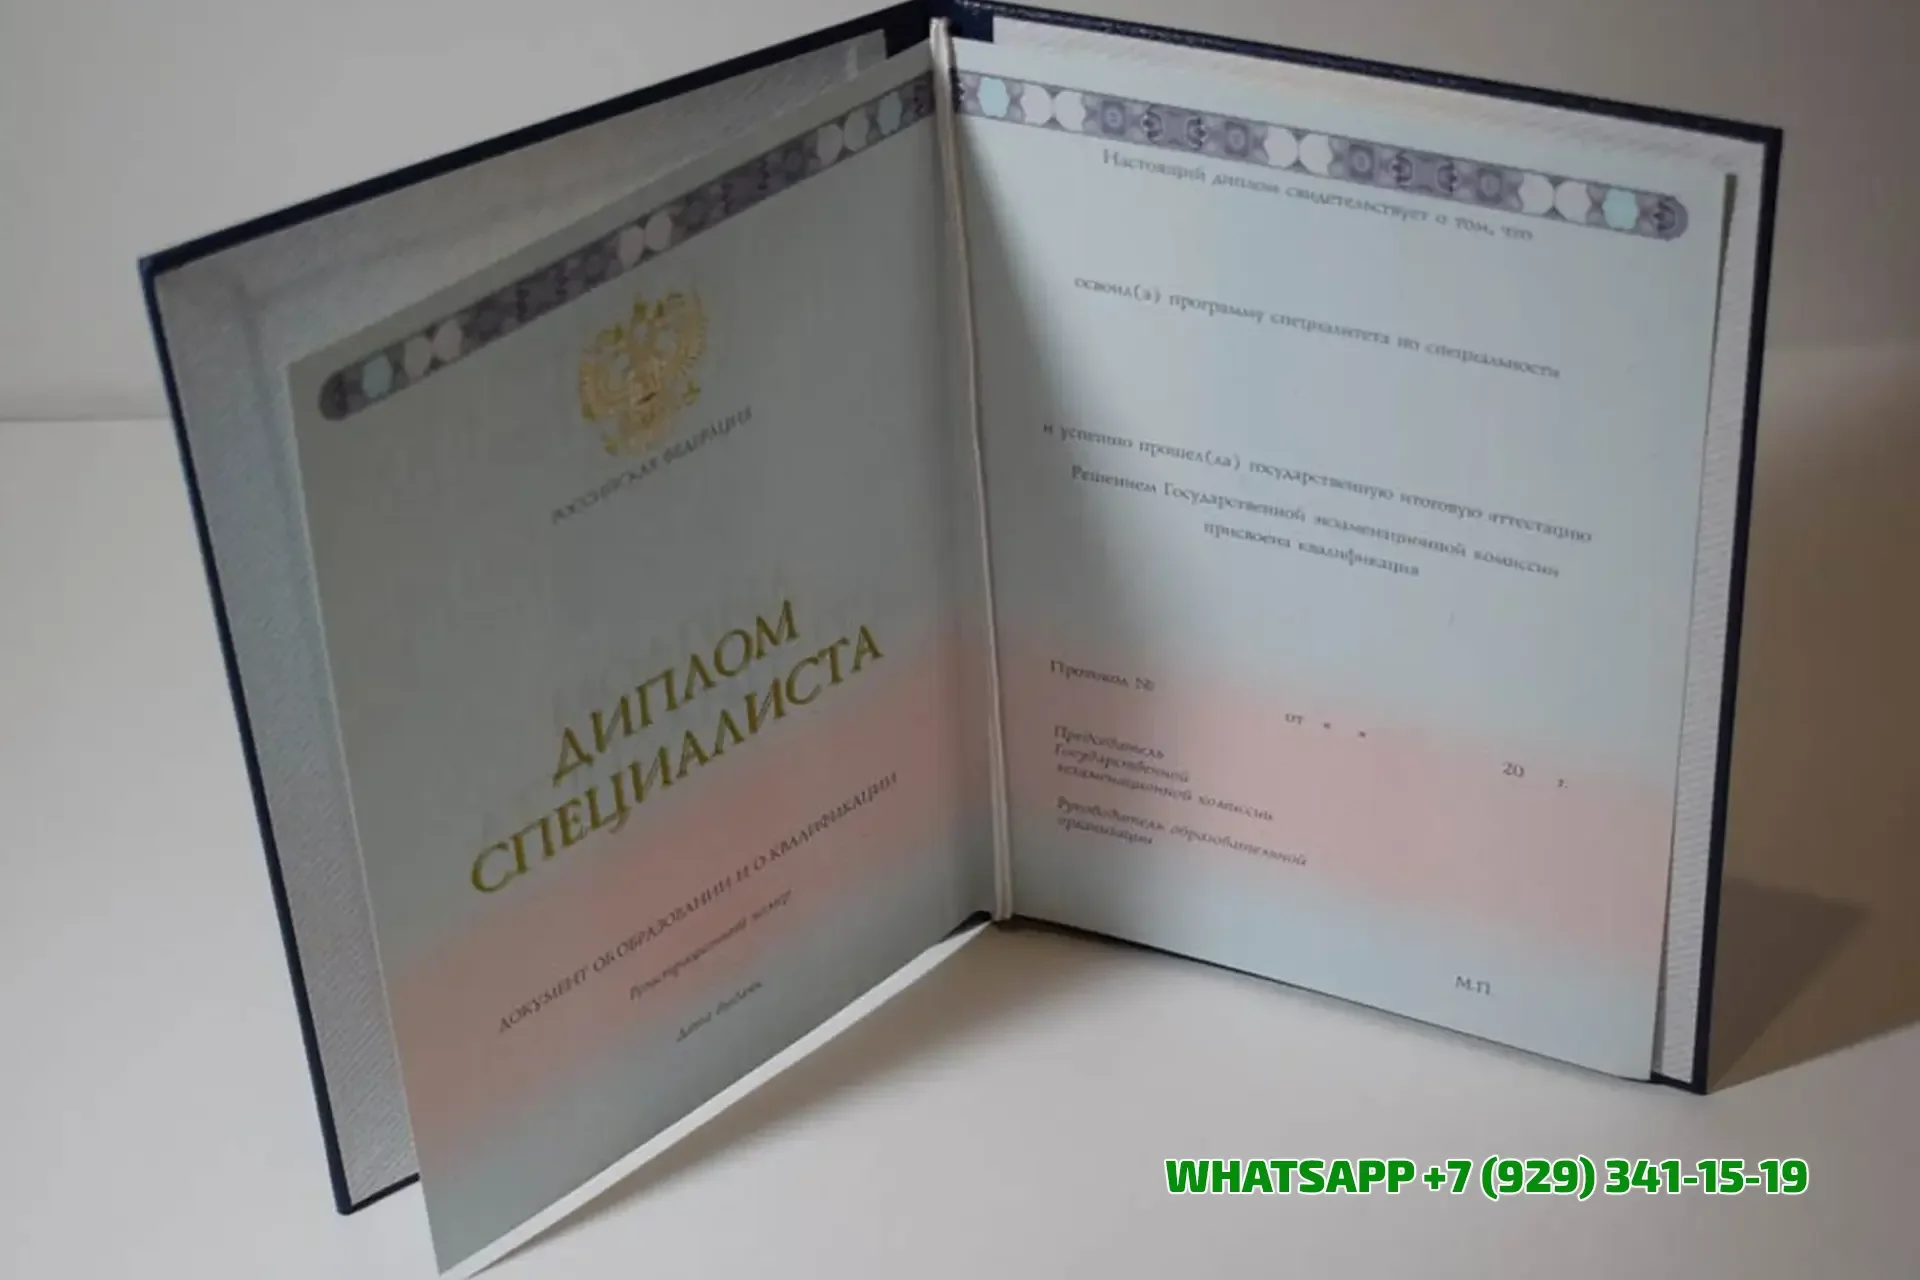 РОССИЙСКАЯ ФЕДЕРАЦИЯ
ДИПЛОМ
СПЕЦИАЛИСТА
ДОКУМЕНТ ОБ ОБРАЗОВАНИИ И О КВАЛИФИКАЦИИ
Регистрационный номер
Дата выдачи
Настоящий диплом свидетельствует о том, что
освоил(а) программу специалитета по специальности
и успешно прошел(ла) государственную итоговую аттестацию
Решением Государственной экзаменационной комиссии
присвоена квалификация
Протокол №
от « »
20 г.
Председатель
Государственной
экзаменационной комиссии
Руководитель образовательной
организации
М.П.
WHATSAPP +7 (929) 341-15-19